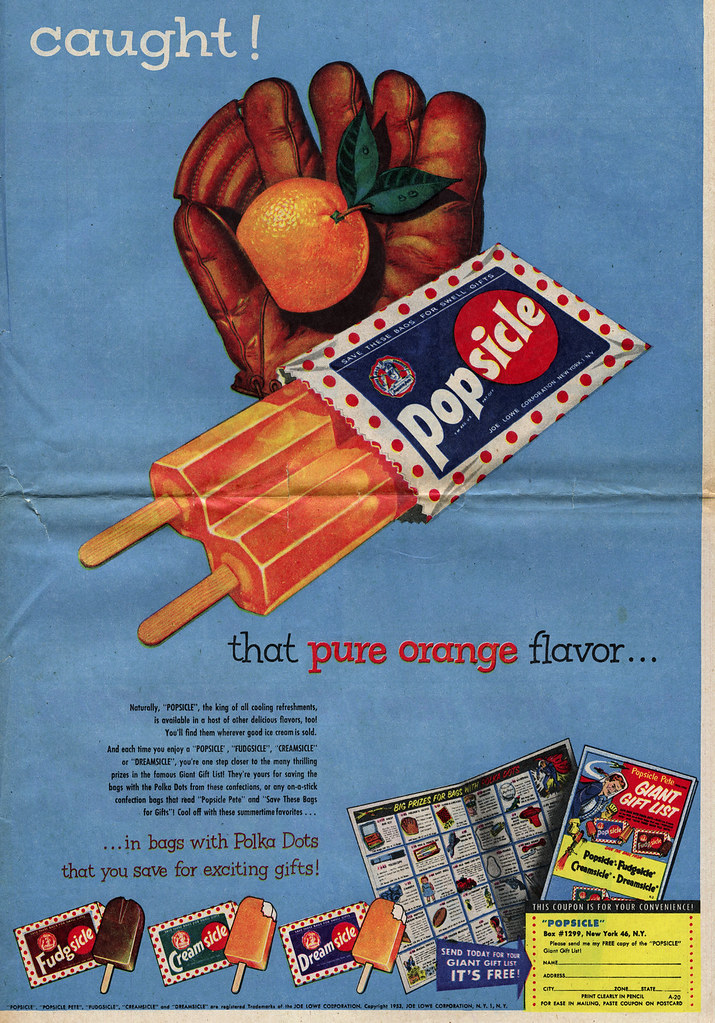 caught!
SAVE THESE BAGS FOR SWELL GIFTS
Popsicle
JOE LOWE CORPORATION, NEW YORK 1, N.Y.
that pure orange flavor...
Naturally, "POPSICLE", the king of all cooling refreshments,
is available in a host of other delicious flavors, too!
You'll find them wherever good ice cream is sold.
And each time you enjoy a "POPSICLE", "FUDGSICLE", "CREAMSICLE"
or "DREAMSICLE", you're one step closer to the many thrilling
prizes in the famous Giant Gift List! They're yours for saving the
bags with the Polka Dots from these confections, or any on-a-stick
confection bags that read "Popsicle Pete" and "Save These Bags
for Gifts"! Cool off with these summertime favorites...
...in bags with Polka Dots
that you save for exciting gifts!
Fudgsicle
Creamsicle
Dreamsicle
BIG PRIZES FOR BAGS WITH POLKA DOTS
Popsicle Pete
GIANT
GIFT LIST
Popsicle
Fudgsicle
Popsicle · Fudgsicle
Creamsicle · Dreamsicle
SEND TODAY FOR YOUR
GIANT GIFT LIST
IT'S FREE!
THIS COUPON IS FOR YOUR CONVENIENCE!
"POPSICLE"
Box #1299, New York 46, N.Y.
Please send me my FREE copy of the "POPSICLE"
Giant Gift List!
NAME
ADDRESS
CITY ZONE STATE
PRINT CLEARLY IN PENCIL A-20
FOR EASE IN MAILING, PASTE COUPON ON POSTCARD
"POPSICLE", "POPSICLE PETE", "FUDGSICLE", "CREAMSICLE" and "DREAMSICLE" are registered Trademarks of the JOE LOWE CORPORATION. Copyright 1953, JOE LOWE CORPORATION, N.Y. 1, N.Y.